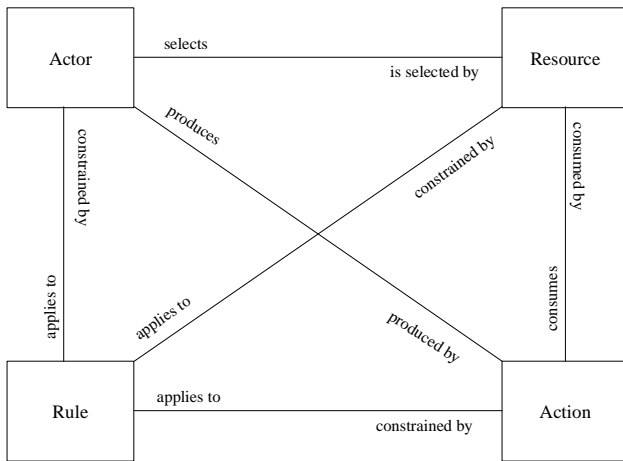 selects
Actor
Resource
is selected by
produces
constrained by
constrained by
consumed by
applies to
applies to
produced by
consumes
applies to
Rule
Action
constrained by